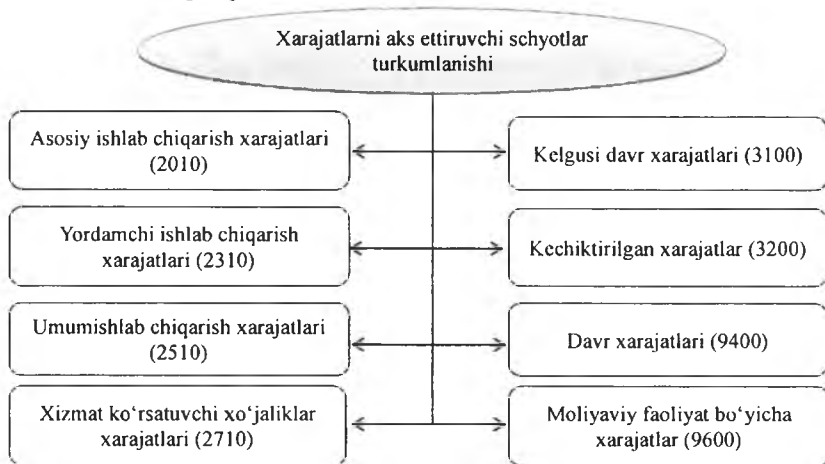 Xarajatlarni aks ettiruvchi schyotlar
turkumlanishi
Asosiy ishlab chiqarish xarajatlari
(2010)
Kelgusi davr xarajatlari (3100)
Yordamchi ishlab chiqarish
xarajatlari (2310)
Kechiktirilgan xarajatlar (3200)
Umumishlab chiqarish xarajatlari
(2510)
Davr xarajatlari (9400)
Xizmat ko‘rsatuvchi xo‘jaliklar
xarajatlari (2710)
Moliyaviy faoliyat bo‘yicha
xarajatlar (9600)